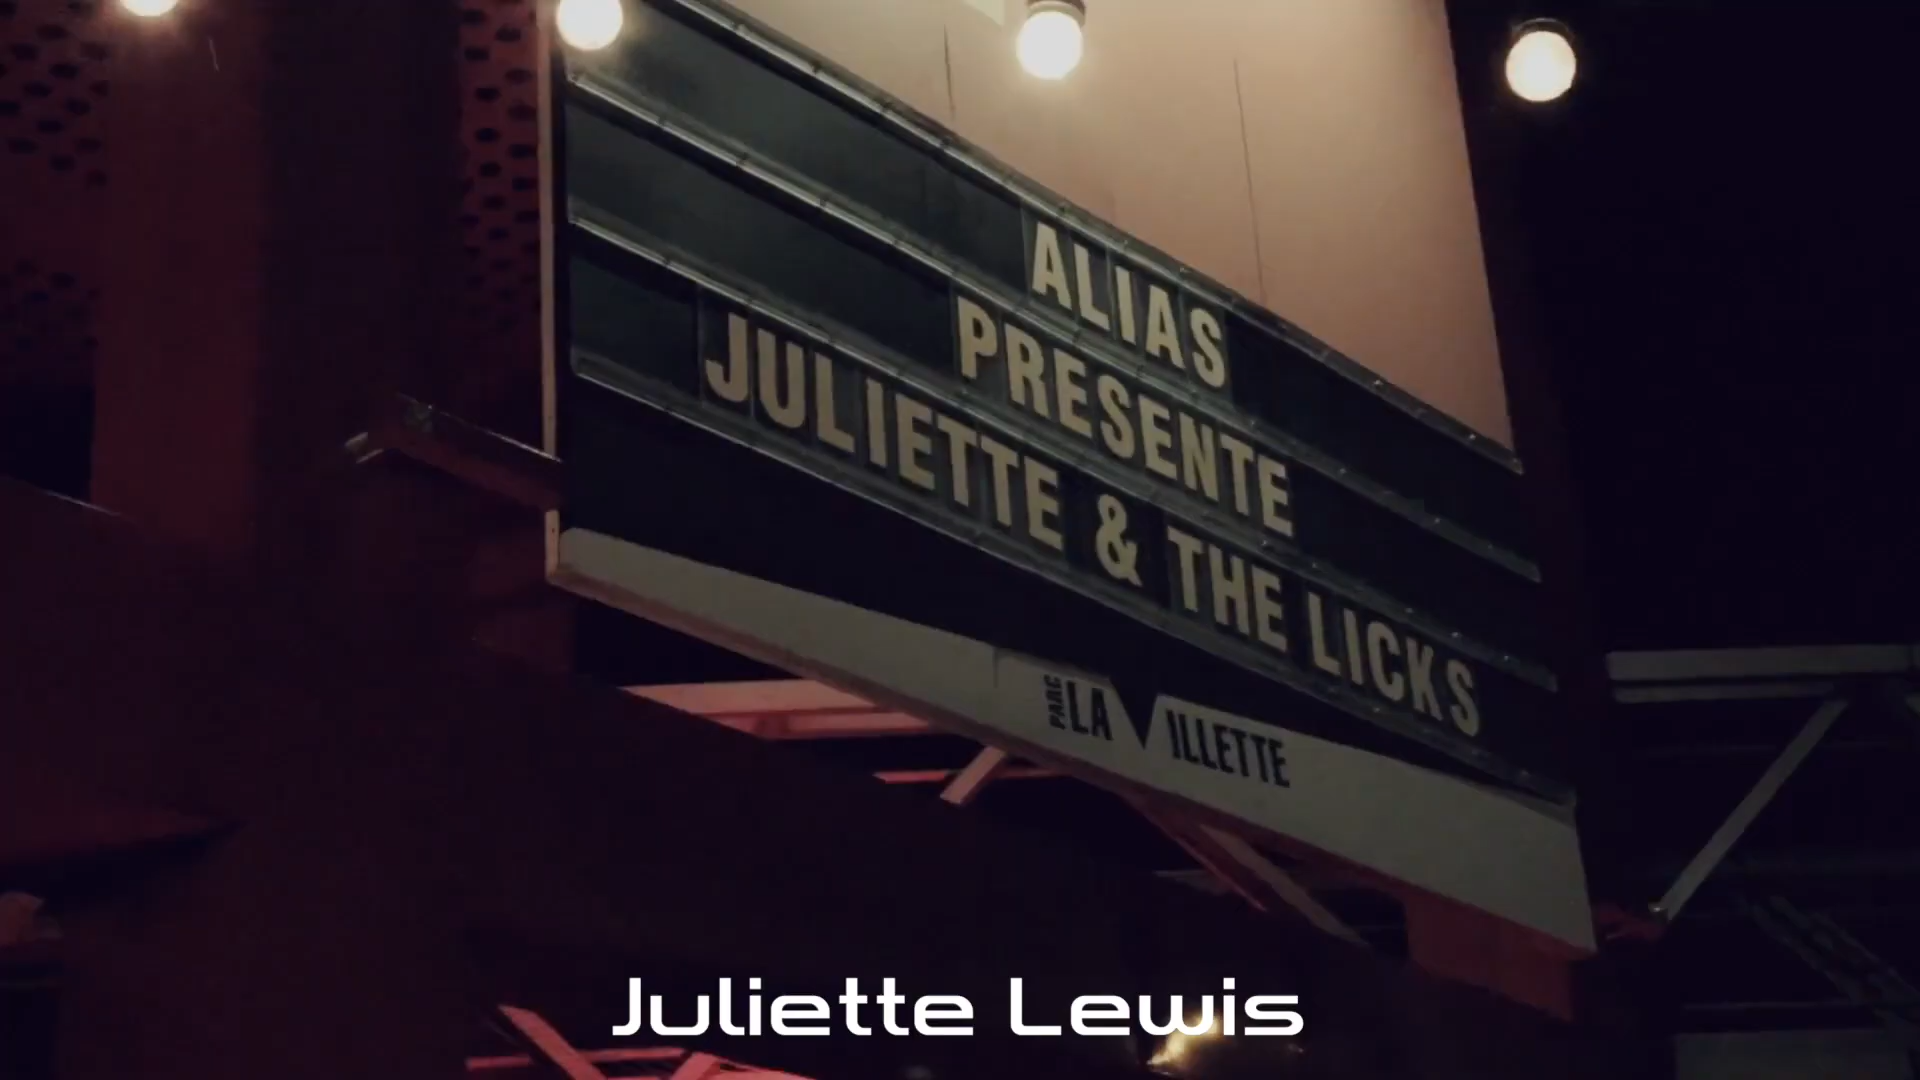 ALIAS
PRESENTE
JULIETTE & THE LICKS
PARC LA VILLETTE
Juliette Lewis